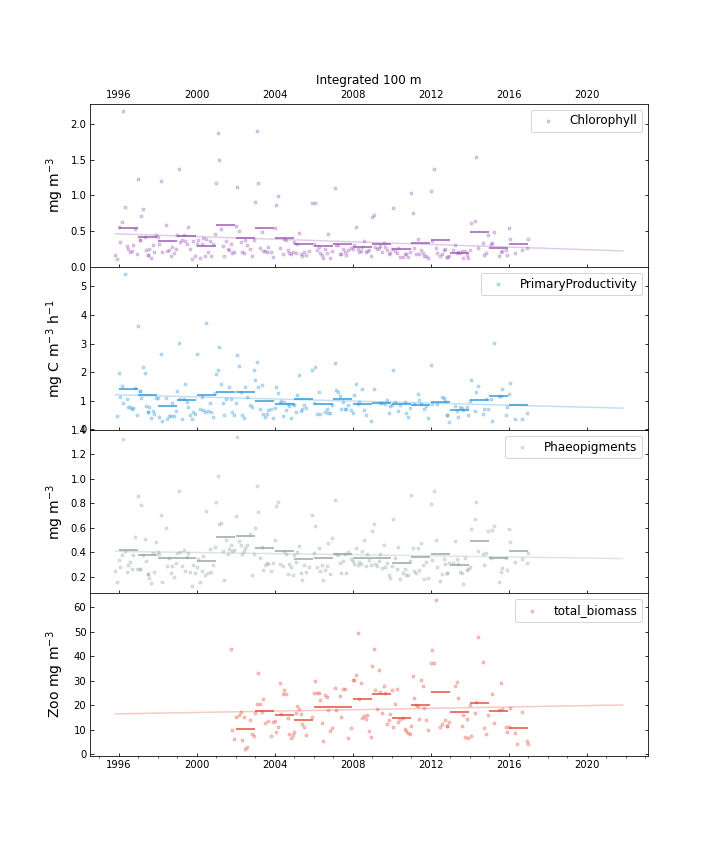 Integrated 100 m
1996 2000 2004 2008 2012 2016 2020
Chlorophyll
mg m⁻³
2.0
1.5
1.0
0.5
0.0
PrimaryProductivity
mg C m⁻³ h⁻¹
5
4
3
2
1
0
Phaeopigments
mg m⁻³
1.4
1.2
1.0
0.8
0.6
0.4
0.2
total_biomass
Zoo mg m⁻³
60
50
40
30
20
10
0
1996 2000 2004 2008 2012 2016 2020